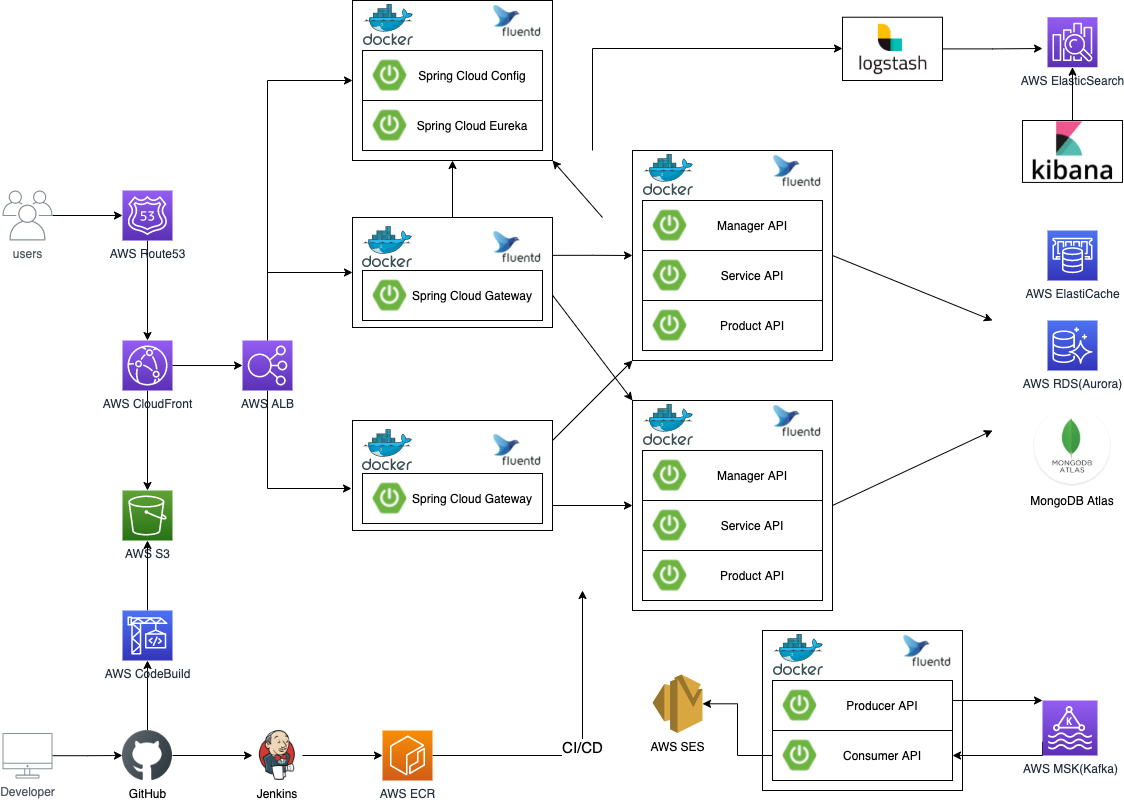 docker
fluentd
Spring Cloud Config
Spring Cloud Eureka
logstash
AWS ElasticSearch
kibana
users
53
AWS Route53
docker
fluentd
Spring Cloud Gateway
docker
fluentd
Manager API
Service API
Product API
AWS ElastiCache
AWS RDS(Aurora)
AWS CloudFront
AWS ALB
docker
fluentd
Spring Cloud Gateway
docker
fluentd
Manager API
Service API
Product API
MONGODB
ATLAS
MongoDB Atlas
AWS S3
AWS CodeBuild
docker
fluentd
Producer API
Consumer API
AWS SES
K
AWS MSK(Kafka)
Developer
GitHub
Jenkins
AWS ECR
CI/CD